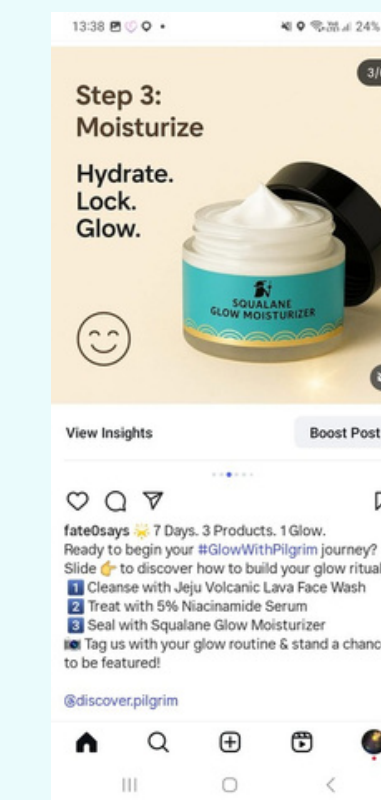 13:38
24%
3/
Step 3:
Moisturize
Hydrate.
Lock.
Glow.
SQUALANE
GLOW MOISTURIZER
View Insights
Boost Post
fate0says 🌟 7 Days. 3 Products. 1 Glow.
Ready to begin your #GlowWithPilgrim journey?
Slide 👉 to discover how to build your glow ritual
1️⃣ Cleanse with Jeju Volcanic Lava Face Wash
2️⃣ Treat with 5% Niacinamide Serum
3️⃣ Seal with Squalane Glow Moisturizer
📸 Tag us with your glow routine & stand a chanc
to be featured!
@discover.pilgrim